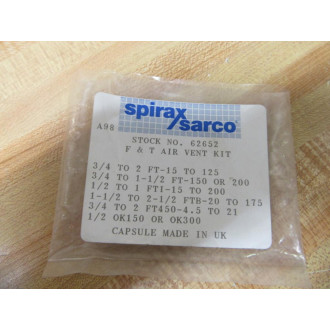 spirax
/sarco
A98
STOCK NO. 62652
F & T AIR VENT KIT
3/4 TO 2 FT-15 TO 125
3/4 TO 1-1/2 FT-150 OR 200
1/2 TO 1 FTI-15 TO 200
1-1/2 TO 2-1/2 FTB-20 TO 175
3/4 TO 2 FT450-4.5 TO 21
1/2 OK150 OR OK300
CAPSULE MADE IN UK